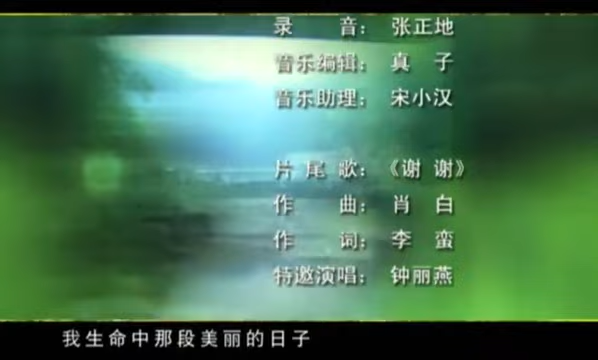 录 音： 张正地
音乐编辑： 真 子
音乐助理： 宋小汉
片 尾 歌： 《谢 谢》
作 曲： 肖 白
作 词： 李 蛮
特邀演唱： 钟丽燕
我生命中那段美丽的日子